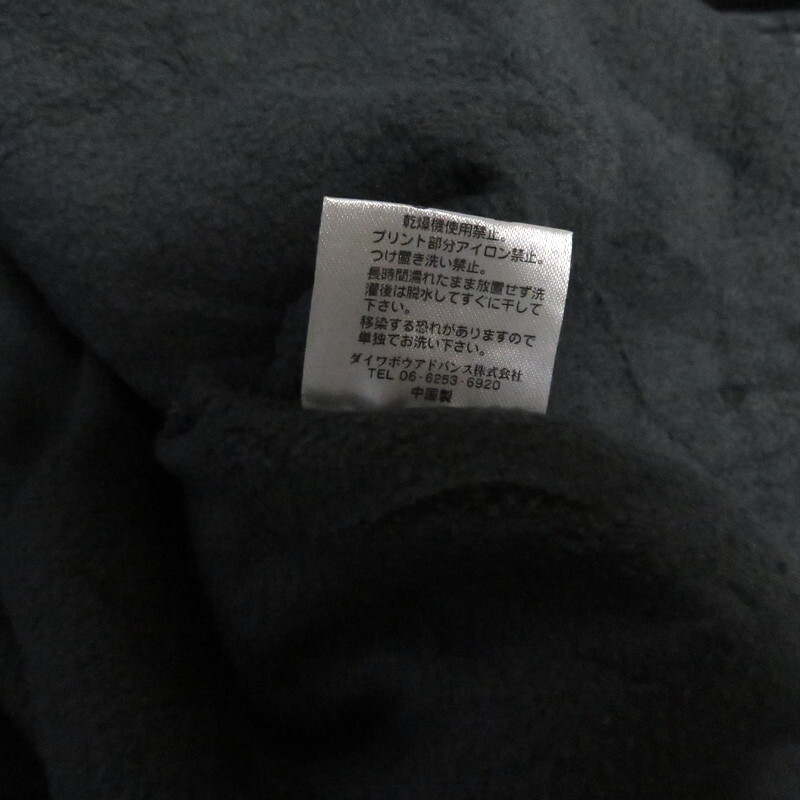 乾燥機使用禁止。
プリント部分アイロン禁止。
つけ置き洗い禁止。
長時間濡れたまま放置せず洗
濯後は脱水してすぐに干して
下さい。
移染する恐れがありますので
単独でお洗い下さい。
ダイワボウアドバンス株式会社
TEL 06-6253-6920
中国製